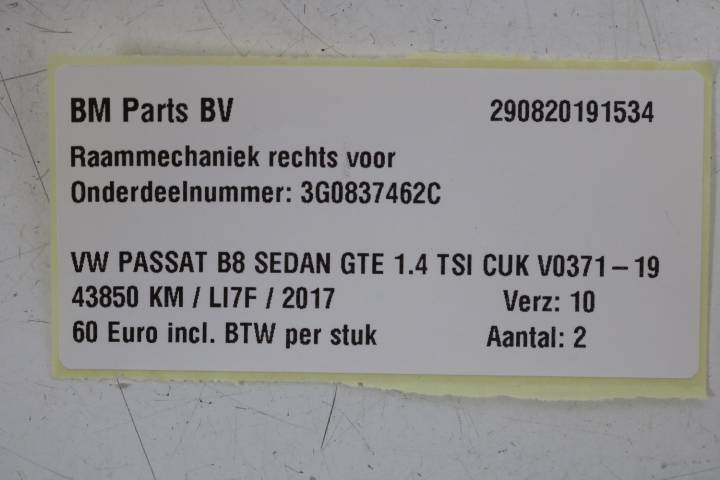 BM Parts BV 290820191534
Raammechaniek rechts voor
Onderdeelnummer: 3G0837462C
VW PASSAT B8 SEDAN GTE 1.4 TSI CUK V0371-19
43850 KM / LI7F / 2017 Verz: 10
60 Euro incl. BTW per stuk Aantal: 2